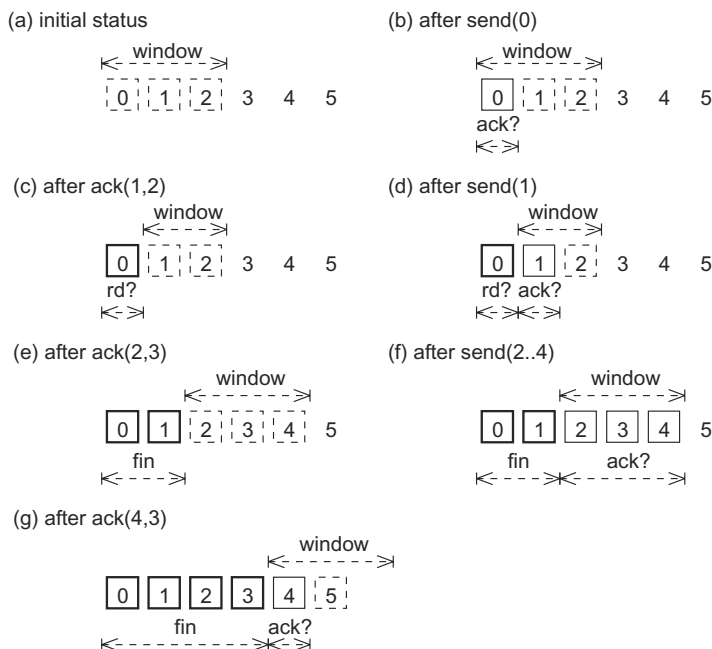 (a) initial status
window
0 1 2 3 4 5
(b) after send(0)
window
0 1 2 3 4 5
ack?
(c) after ack(1,2)
window
0 1 2 3 4 5
rd?
(d) after send(1)
window
0 1 2 3 4 5
rd? ack?
(e) after ack(2,3)
window
0 1 2 3 4 5
fin
(f) after send(2..4)
window
0 1 2 3 4 5
fin ack?
(g) after ack(4,3)
window
0 1 2 3 4 5
fin ack?